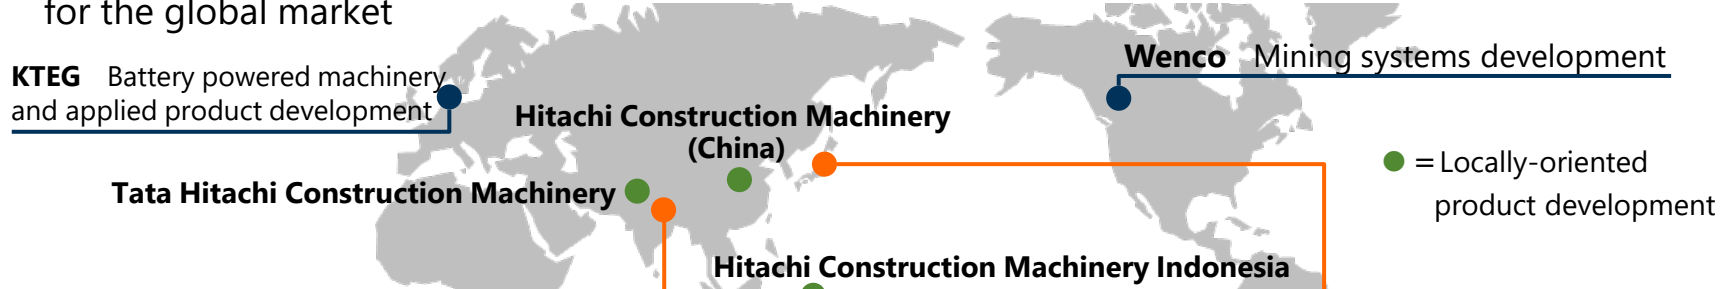 for the global market
KTEG Battery powered machinery
and applied product development
Wenco Mining systems development
Hitachi Construction Machinery
(China)
Tata Hitachi Construction Machinery
= Locally-oriented
product development
Hitachi Construction Machinery Indonesia